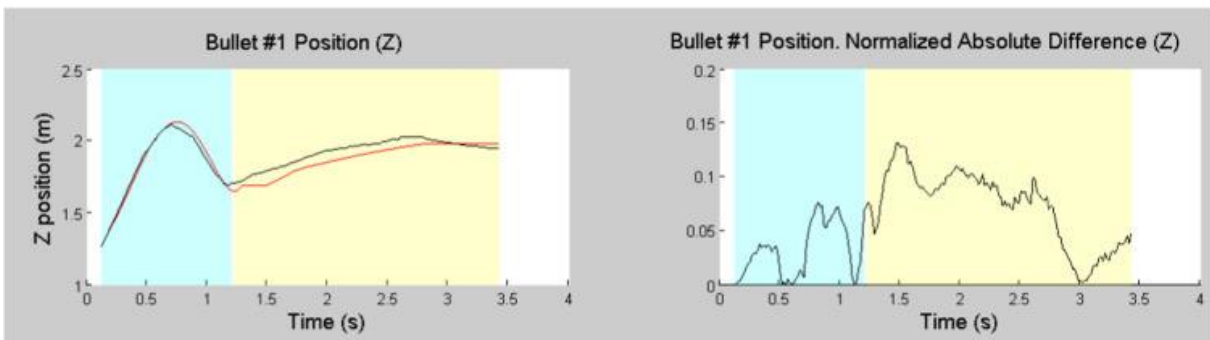 Bullet #1 Position (Z)
2.5
2
1.5
1
Z position (m)
0 0.5 1 1.5 2 2.5 3 3.5 4
Time (s)
Bullet #1 Position. Normalized Absolute Difference (Z)
0.2
0.15
0.1
0.05
0
0 0.5 1 1.5 2 2.5 3 3.5 4
Time (s)